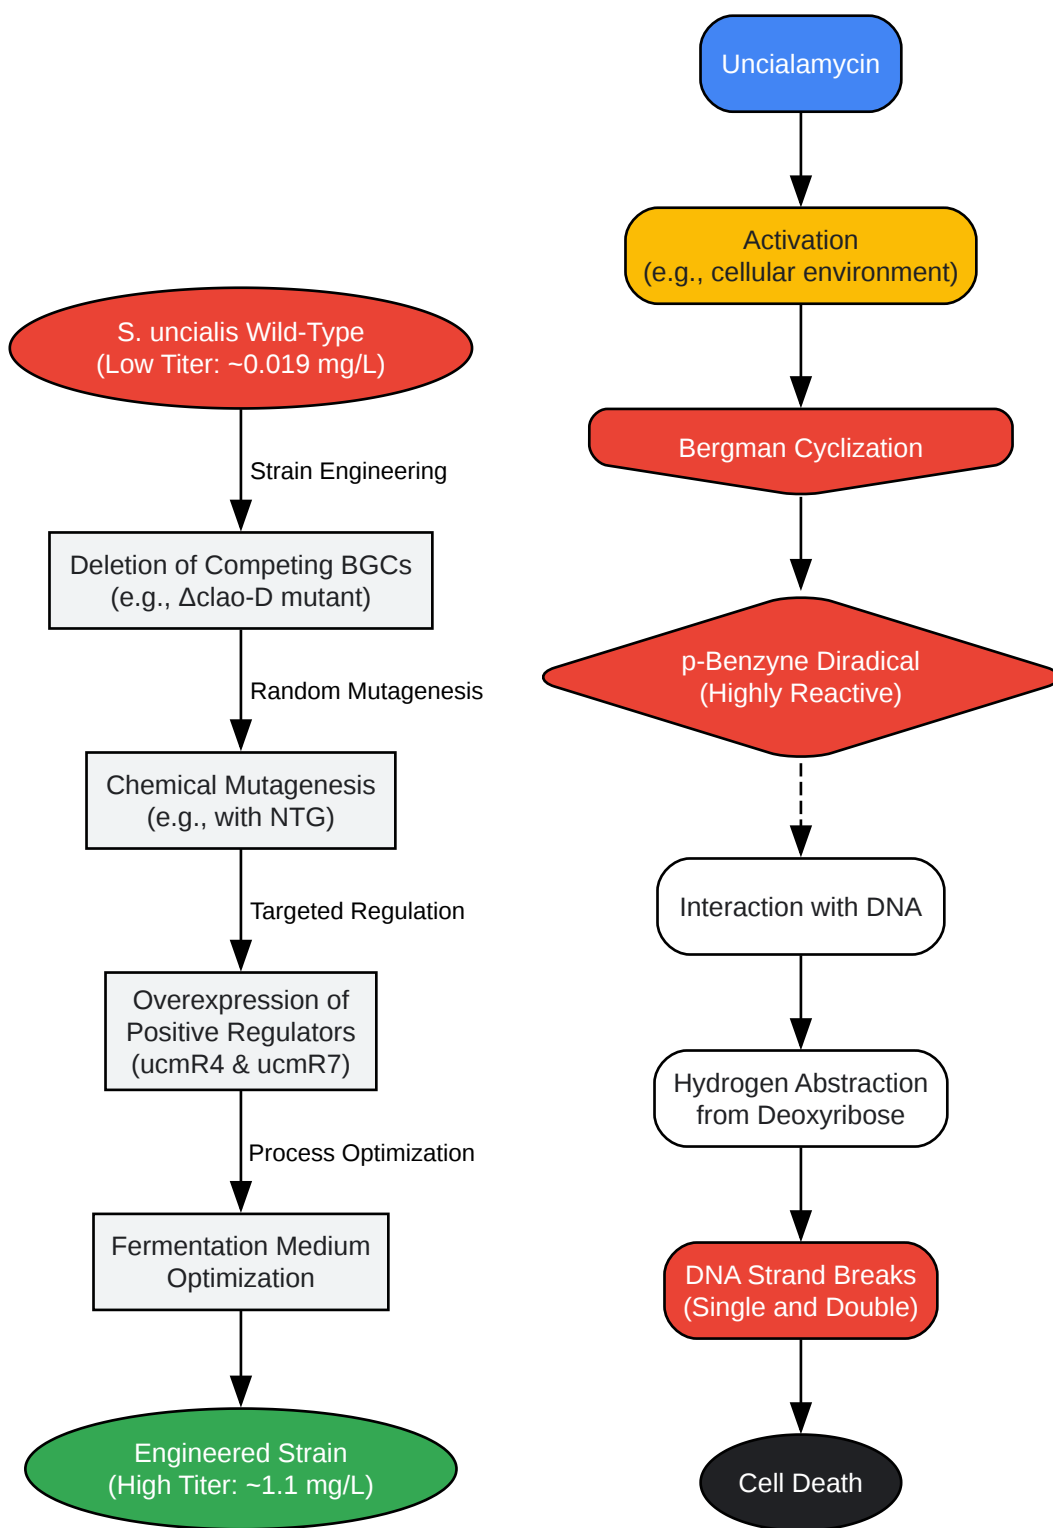 S. uncialis Wild-Type
(Low Titer: ~0.019 mg/L)
Strain Engineering
Deletion of Competing BGCs
(e.g., Δclao-D mutant)
Random Mutagenesis
Chemical Mutagenesis
(e.g., with NTG)
Targeted Regulation
Overexpression of
Positive Regulators
(ucmR4 & ucmR7)
Process Optimization
Fermentation Medium
Optimization
Engineered Strain
(High Titer: ~1.1 mg/L)
Uncialamycin
Activation
(e.g., cellular environment)
Bergman Cyclization
p-Benzyne Diradical
(Highly Reactive)
Interaction with DNA
Hydrogen Abstraction
from Deoxyribose
DNA Strand Breaks
(Single and Double)
Cell Death